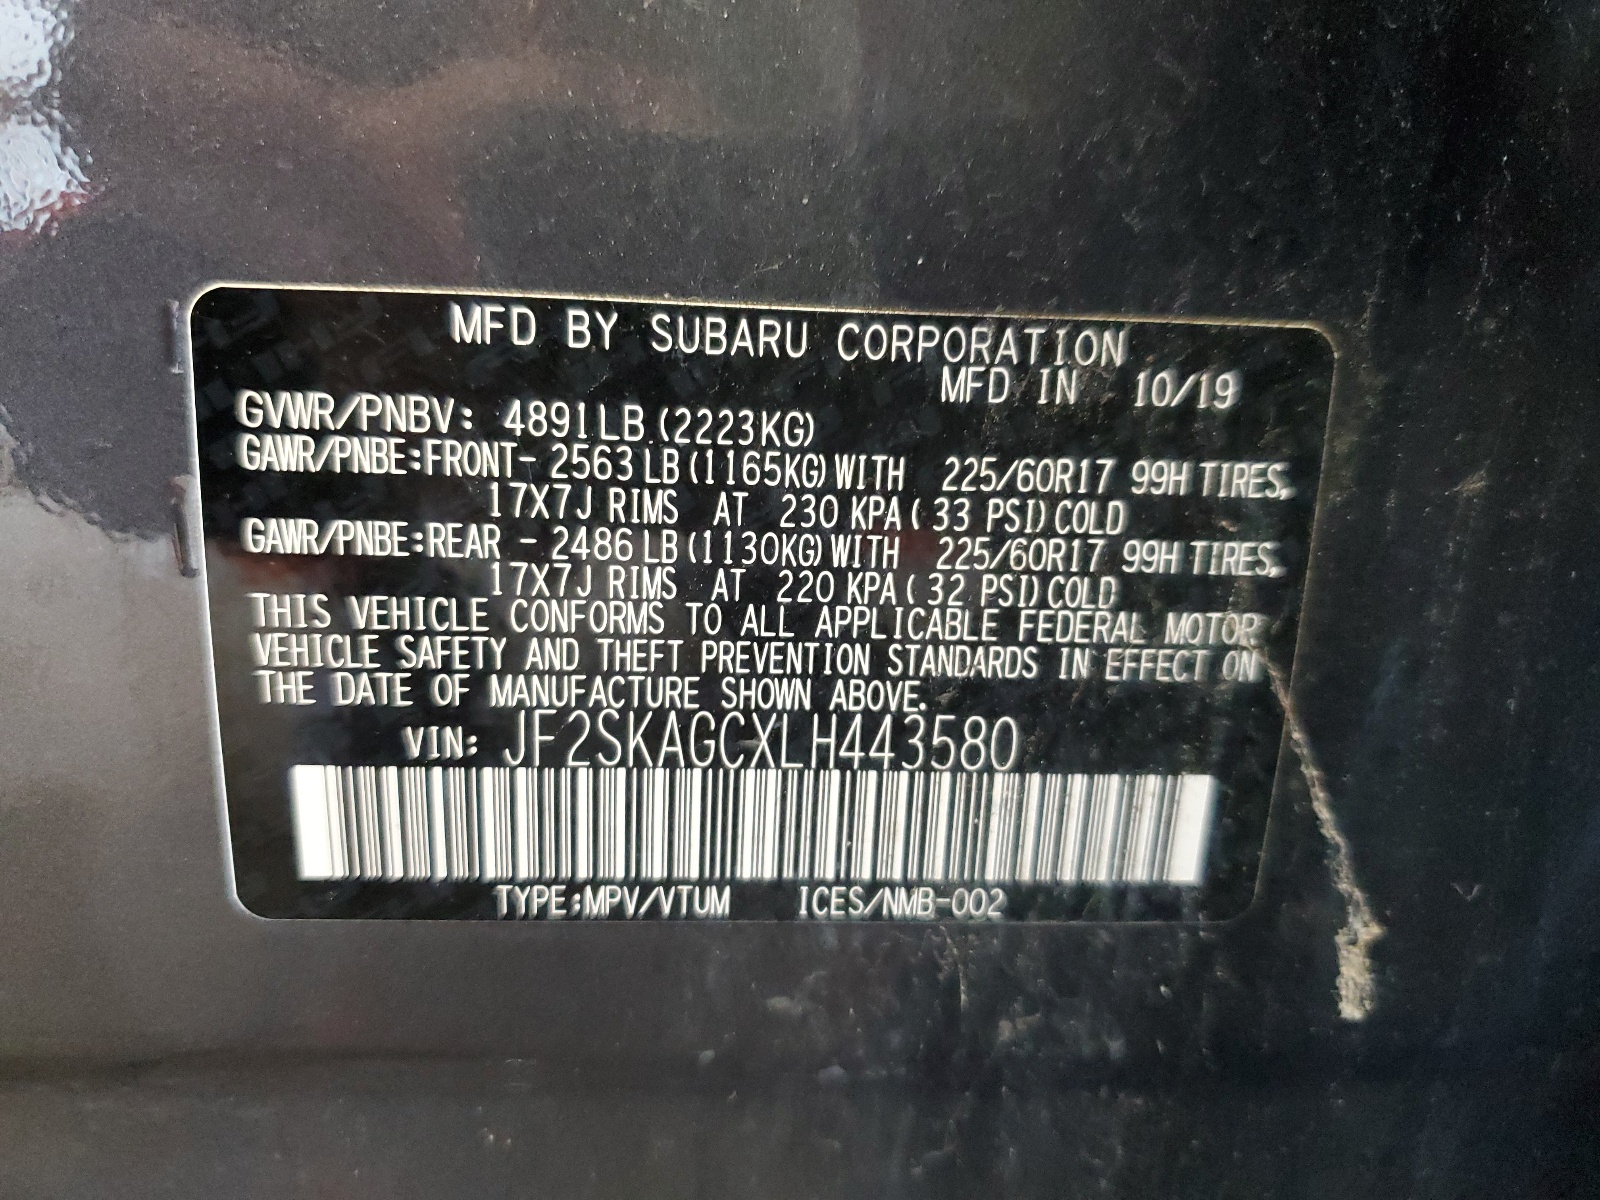 MFD BY SUBARU CORPORATION
MFD IN 10/19
GVWR/PNBV: 4891LB (2223KG)
GAWR/PNBE:FRONT- 2563 LB (1165KG) WITH 225/60R17 99H TIRES,
17X7J RIMS AT 230 KPA ( 33 PSI) COLD
GAWR/PNBE:REAR - 2486 LB (1130KG) WITH 225/60R17 99H TIRES,
17X7J RIMS AT 220 KPA ( 32 PSI) COLD
THIS VEHICLE CONFORMS TO ALL APPLICABLE FEDERAL MOTOR
VEHICLE SAFETY AND THEFT PREVENTION STANDARDS IN EFFECT ON
THE DATE OF MANUFACTURE SHOWN ABOVE.
VIN: JF2SKAGCXLH443580
TYPE:MPV/VTUM ICES/NMB-002